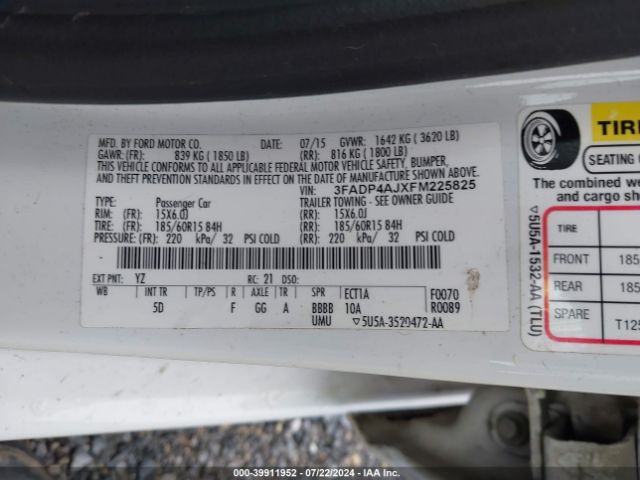 MFD. BY FORD MOTOR CO.
DATE: 07/15 GVWR: 1642 KG ( 3620 LB)
GAWR: (FR): 839 KG ( 1850 LB) (RR): 816 KG ( 1800 LB)
THIS VEHICLE CONFORMS TO ALL APPLICABLE FEDERAL MOTOR VEHICLE SAFETY, BUMPER,
AND THEFT PREVENTION STANDARDS IN EFFECT ON THE DATE OF MANUFACTURE SHOWN ABOVE.
VIN: 3FADP4AJXFM225825
TYPE: Passenger Car TRAILER TOWING - SEE OWNER GUIDE
RIM: (FR): 15X6.0J (RR): 15X6.0J
TIRE: (FR): 185/60R15 84H (RR): 185/60R15 84H
PRESSURE: (FR): 220 kPa/ 32 PSI COLD (RR): 220 kPa/ 32 PSI COLD
EXT PNT: YZ RC: 21 DSO:
WB INT TR TP/PS R AXLE TR SPR ECT1A F0070
5D F GG A BBBB 10A R0089
UMU 5U5A-3520472-AA
TIRE
SEATING
The combined we
and cargo sho
TIRE
FRONT 185
REAR 185
SPARE T125
5U5A-1532-AA (TLU)
000-39911952 - 07/22/2024 - IAA Inc.